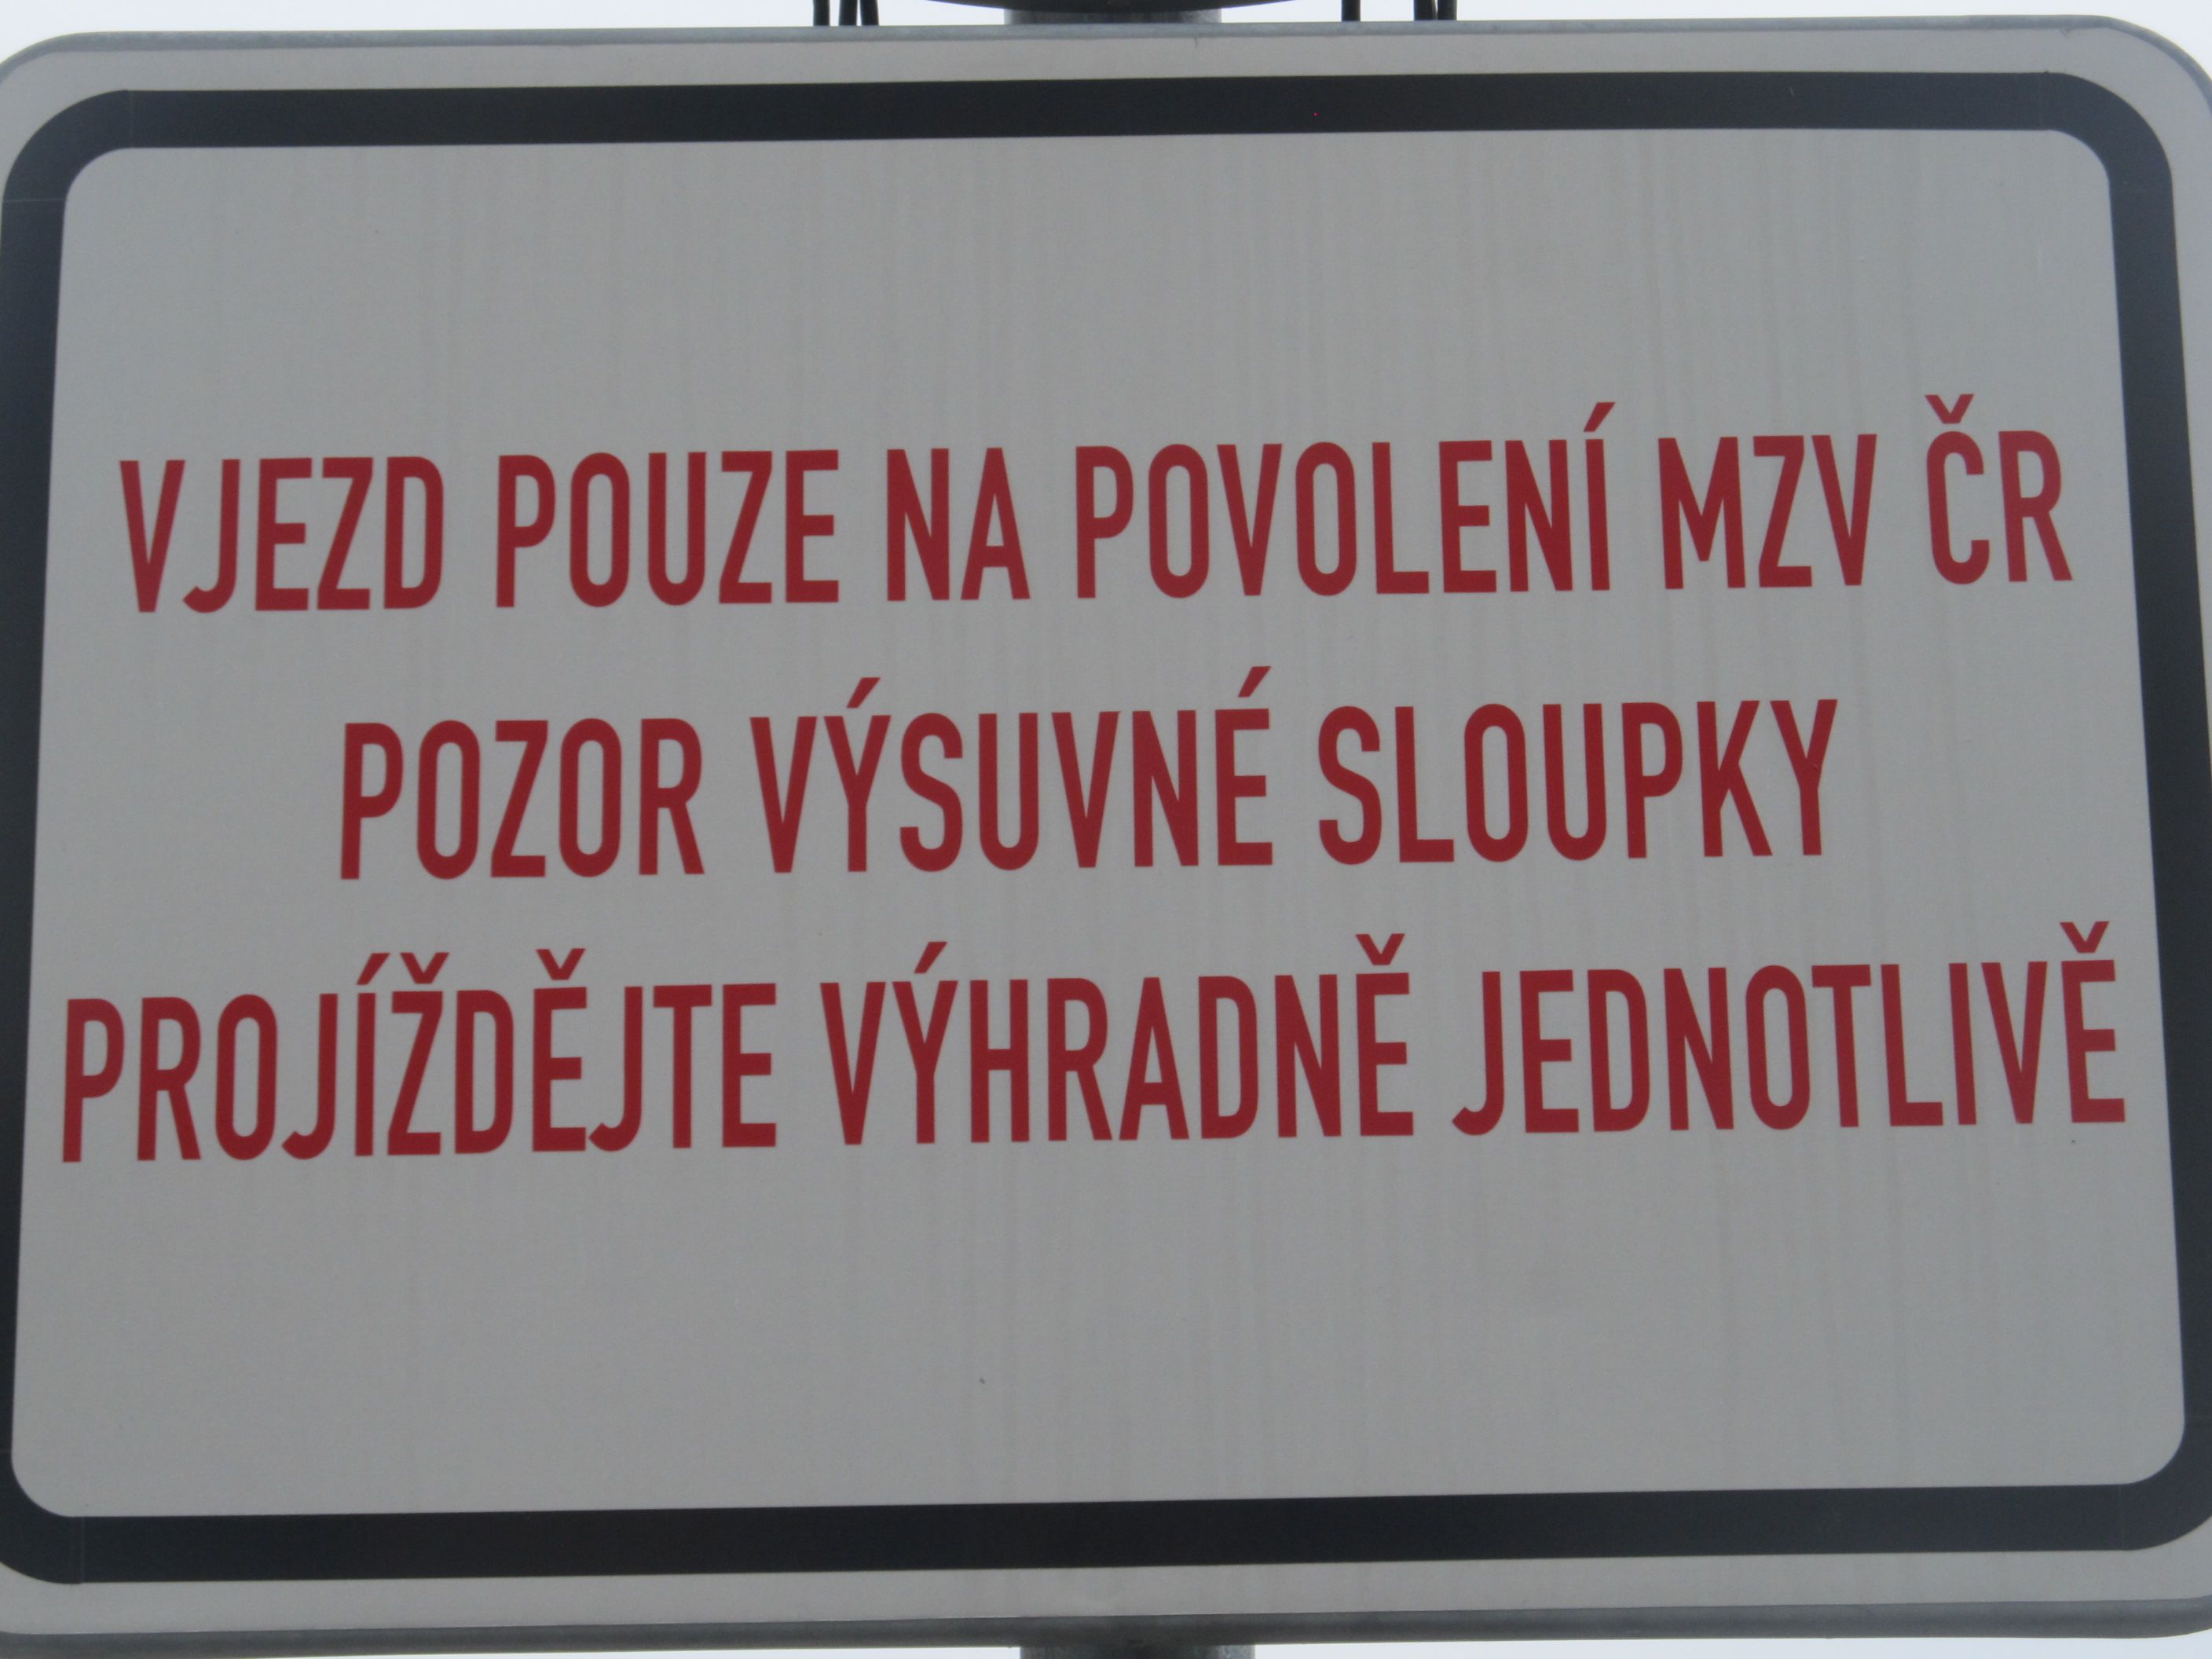 VJEZD POUZE NA POVOLENÍ MZV ČR
POZOR VÝSUVNÉ SLOUPKY
PROJÍŽDĚJTE VÝHRADNĚ JEDNOTLIVĚ